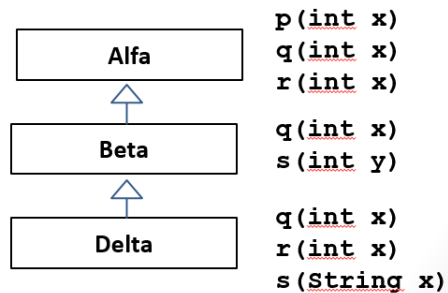 p(int x)
Alfa
q(int x)
r(int x)
q(int x)
Beta
s(int y)
q(int x)
Delta
r(int x)
s(String x)